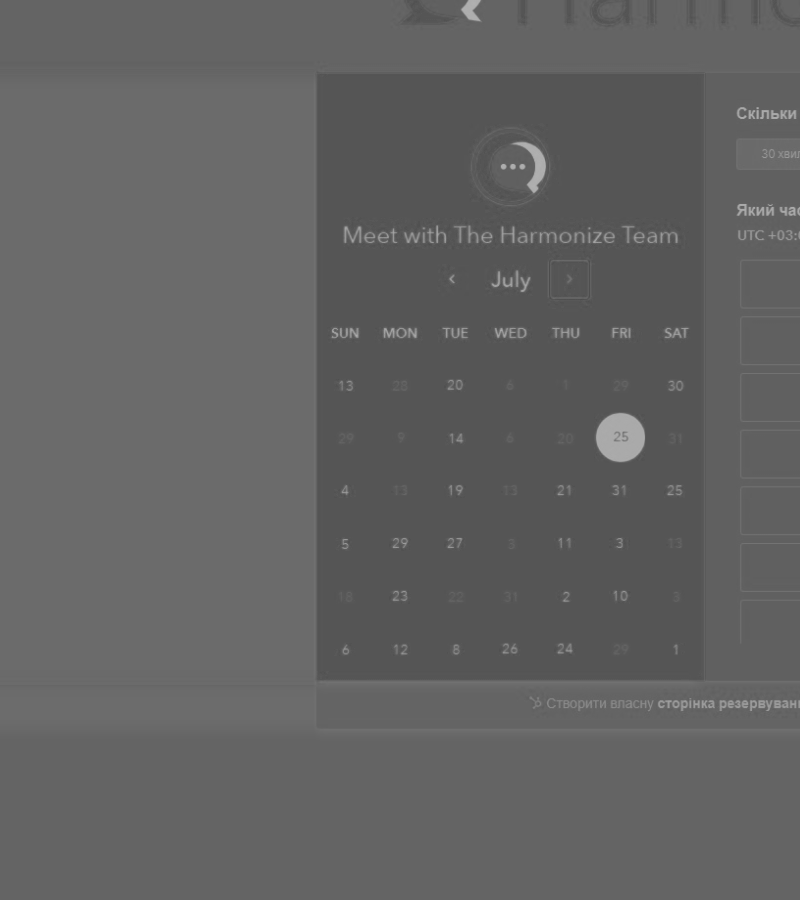 Harmo
Meet with The Harmonize Team
July
SUN MON TUE WED THU FRI SAT
13 28 20 6 1 29 30
29 9 14 6 20 25 31
4 13 19 13 21 31 25
5 29 27 3 11 3 13
18 23 22 31 2 10 3
6 12 8 26 24 29 1
Скільки
30 хвил
Який час
UTC +03:0
Створити власну сторінка резервуван